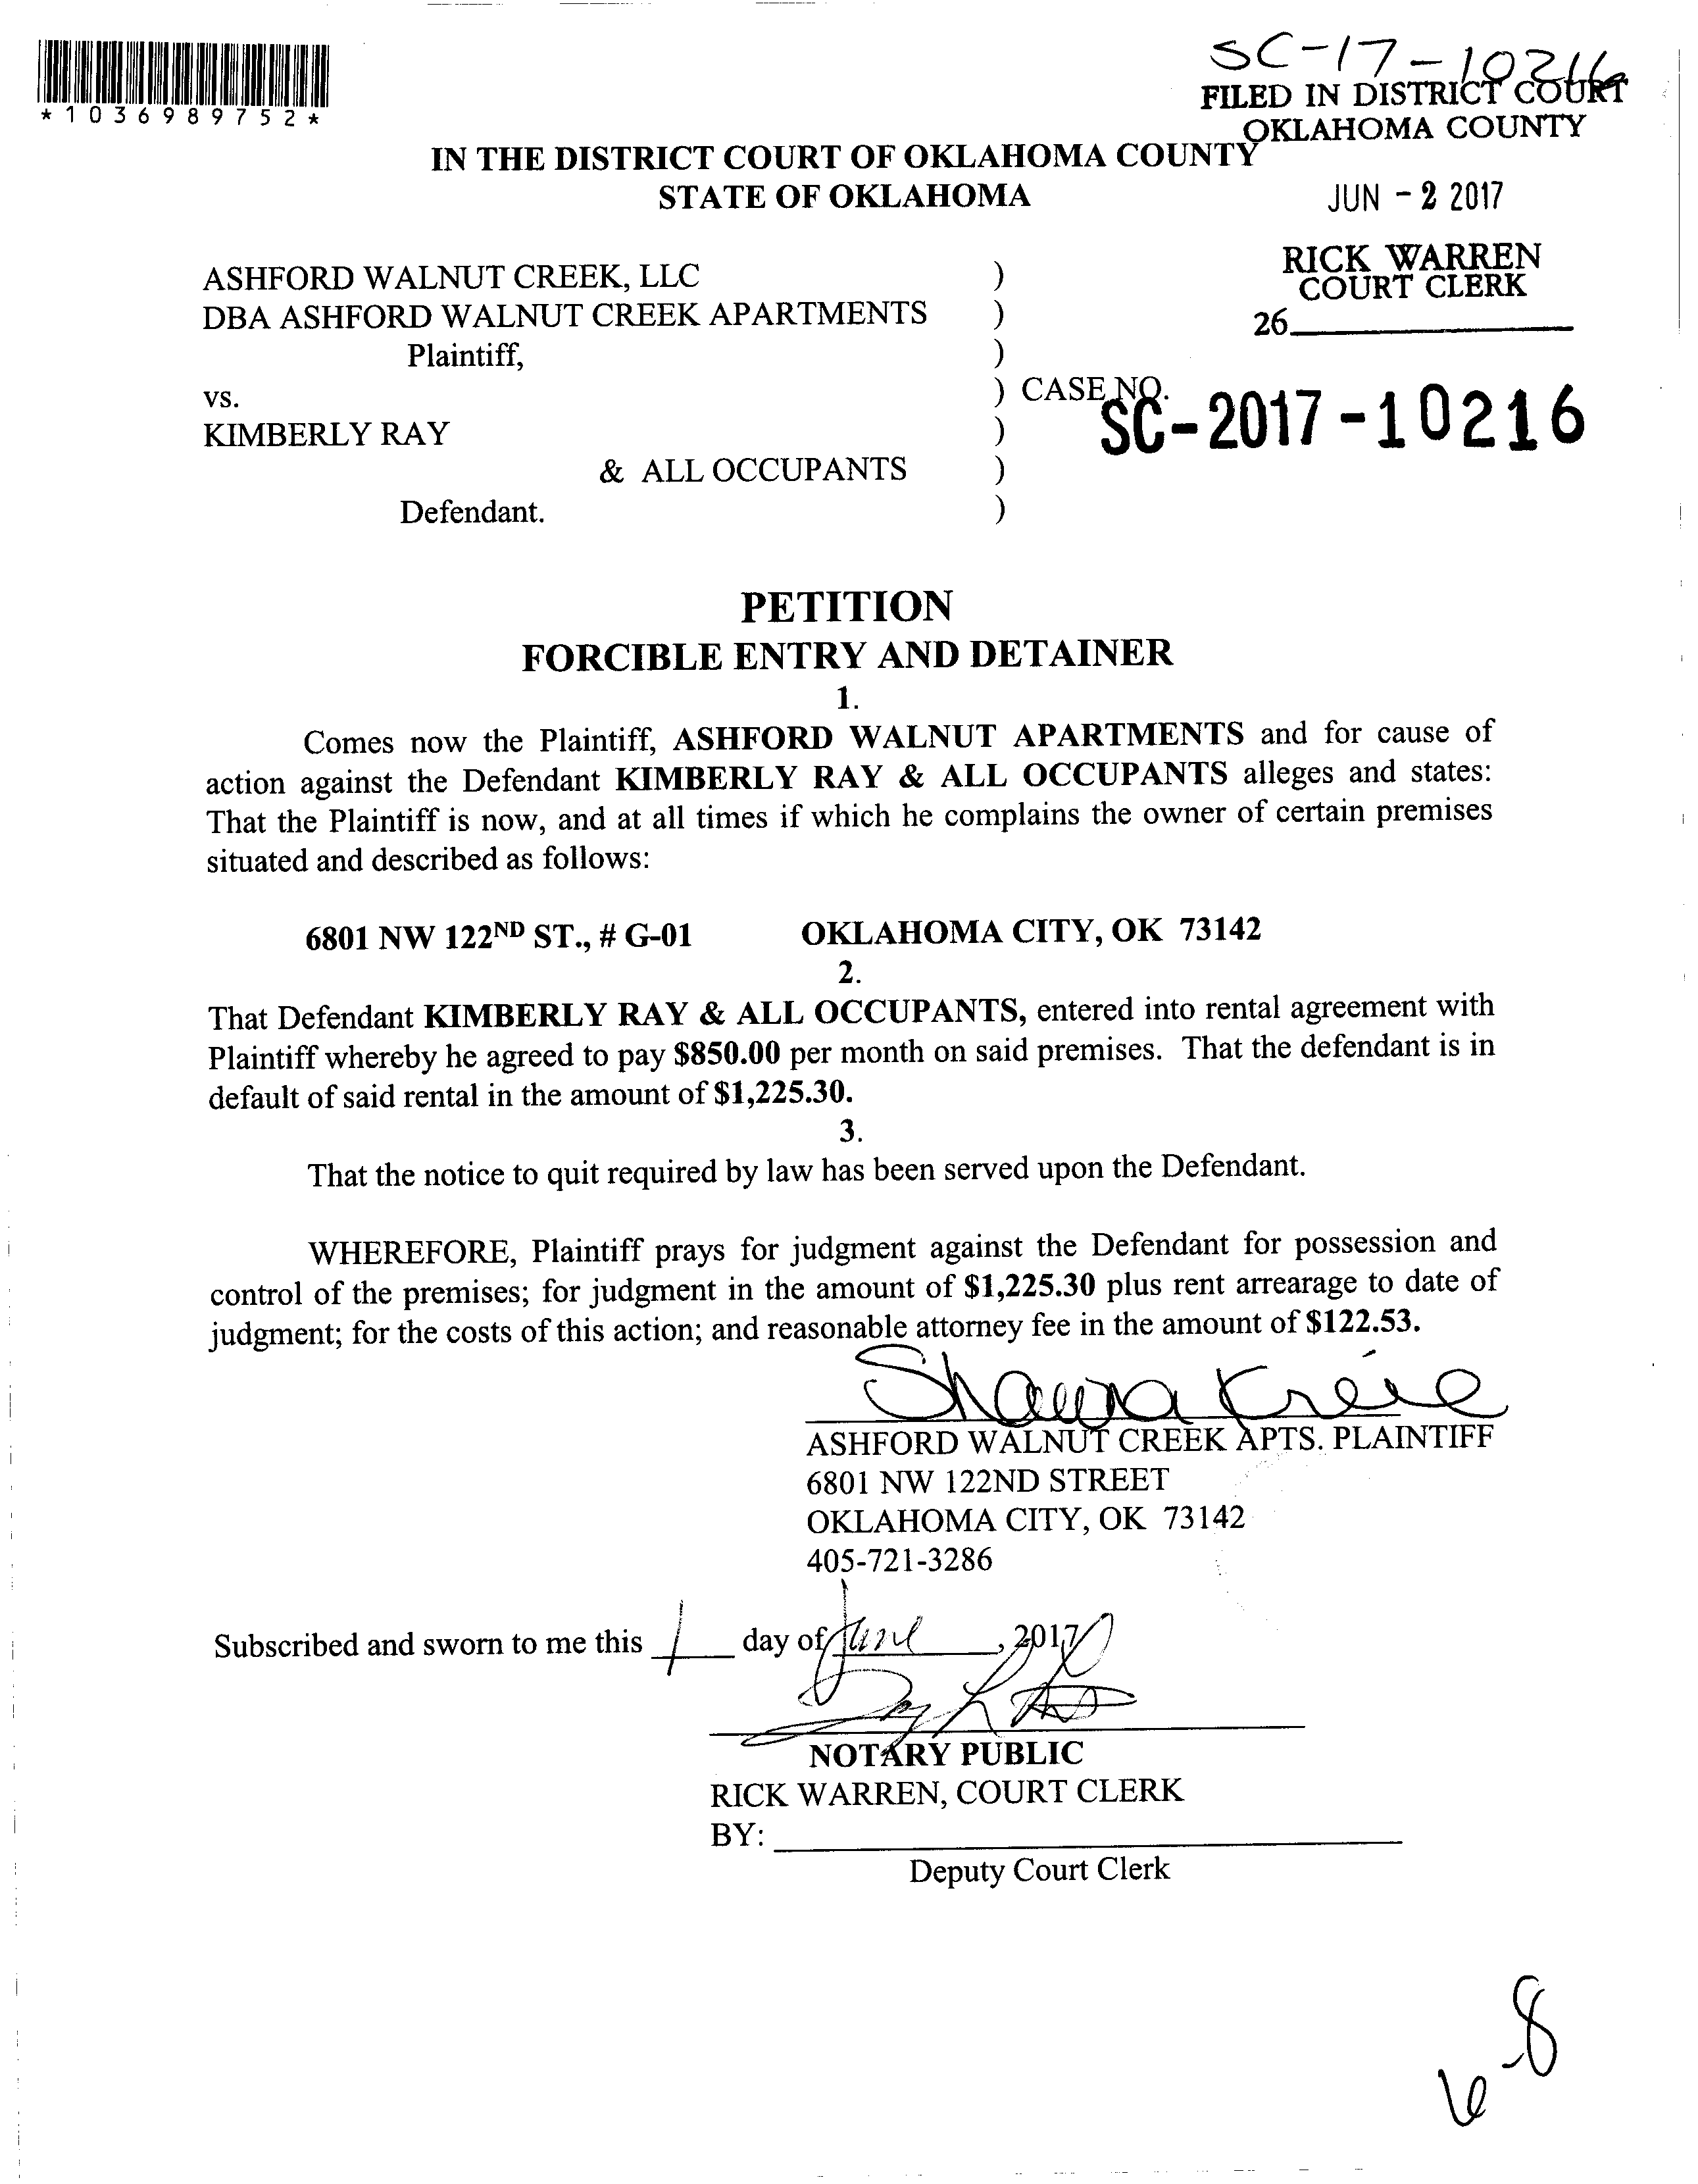 SC-17-10216
FILED IN DISTRICT COURT
OKLAHOMA COUNTY
*1036989752*
IN THE DISTRICT COURT OF OKLAHOMA COUNTY
STATE OF OKLAHOMA
JUN - 2 2017
RICK WARREN
COURT CLERK
26
ASHFORD WALNUT CREEK, LLC )
DBA ASHFORD WALNUT CREEK APARTMENTS )
Plaintiff, )
vs. ) CASE NO. SC-2017-10216
KIMBERLY RAY )
& ALL OCCUPANTS )
Defendant. )
PETITION
FORCIBLE ENTRY AND DETAINER
1.
Comes now the Plaintiff, ASHFORD WALNUT APARTMENTS and for cause of
action against the Defendant KIMBERLY RAY & ALL OCCUPANTS alleges and states:
That the Plaintiff is now, and at all times if which he complains the owner of certain premises
situated and described as follows:
6801 NW 122ND ST., # G-01 OKLAHOMA CITY, OK 73142
2.
That Defendant KIMBERLY RAY & ALL OCCUPANTS, entered into rental agreement with
Plaintiff whereby he agreed to pay $850.00 per month on said premises. That the defendant is in
default of said rental in the amount of $1,225.30.
3.
That the notice to quit required by law has been served upon the Defendant.
WHEREFORE, Plaintiff prays for judgment against the Defendant for possession and
control of the premises; for judgment in the amount of $1,225.30 plus rent arrearage to date of
judgment; for the costs of this action; and reasonable attorney fee in the amount of $122.53.
Shawna
ASHFORD WALNUT CREEK APTS. PLAINTIFF
6801 NW 122ND STREET
OKLAHOMA CITY, OK 73142
405-721-3286
Subscribed and sworn to me this 1 day of June, 2017
NOTARY PUBLIC
RICK WARREN, COURT CLERK
BY:
Deputy Court Clerk
6-8